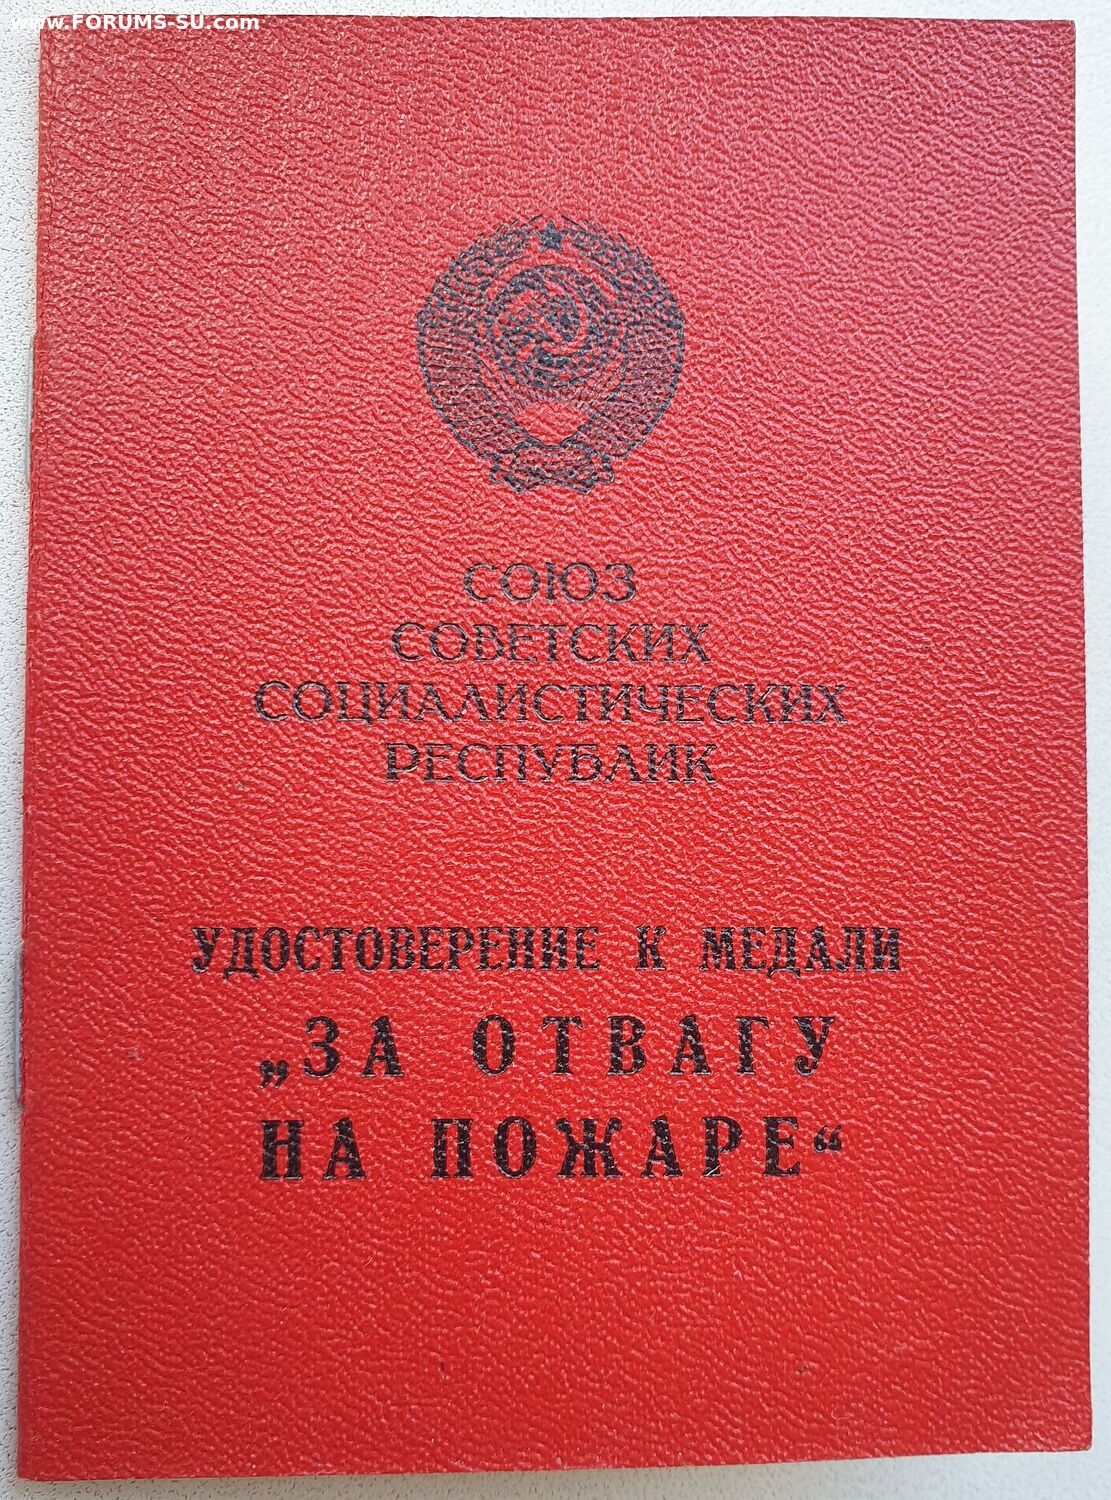 www.FORUMS-SU.com
СОЮЗ
СОВЕТСКИХ
СОЦИАЛИСТИЧЕСКИХ
РЕСПУБЛИК
УДОСТОВЕРЕНИЕ К МЕДАЛИ
„ЗА ОТВАГУ
НА ПОЖАРЕ“